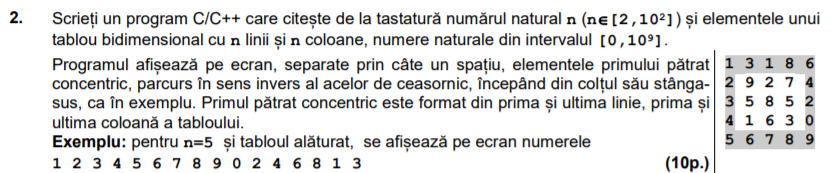 2. Scrieți un program C/C++ care citește de la tastatură numărul natural n (n∈[2,10²]) și elementele unui
tablou bidimensional cu n linii și n coloane, numere naturale din intervalul [0,10⁹].
Programul afișează pe ecran, separate prin câte un spațiu, elementele primului pătrat
concentric, parcurs în sens invers al acelor de ceasornic, începând din colțul său stânga-
sus, ca în exemplu. Primul pătrat concentric este format din prima și ultima linie, prima și
ultima coloană a tabloului.
Exemplu: pentru n=5 și tabloul alăturat, se afișează pe ecran numerele
1 2 3 4 5 6 7 8 9 0 2 4 6 8 1 3 (10p.)
1 3 1 8 6
2 9 2 7 4
3 5 8 5 2
4 1 6 3 0
5 6 7 8 9